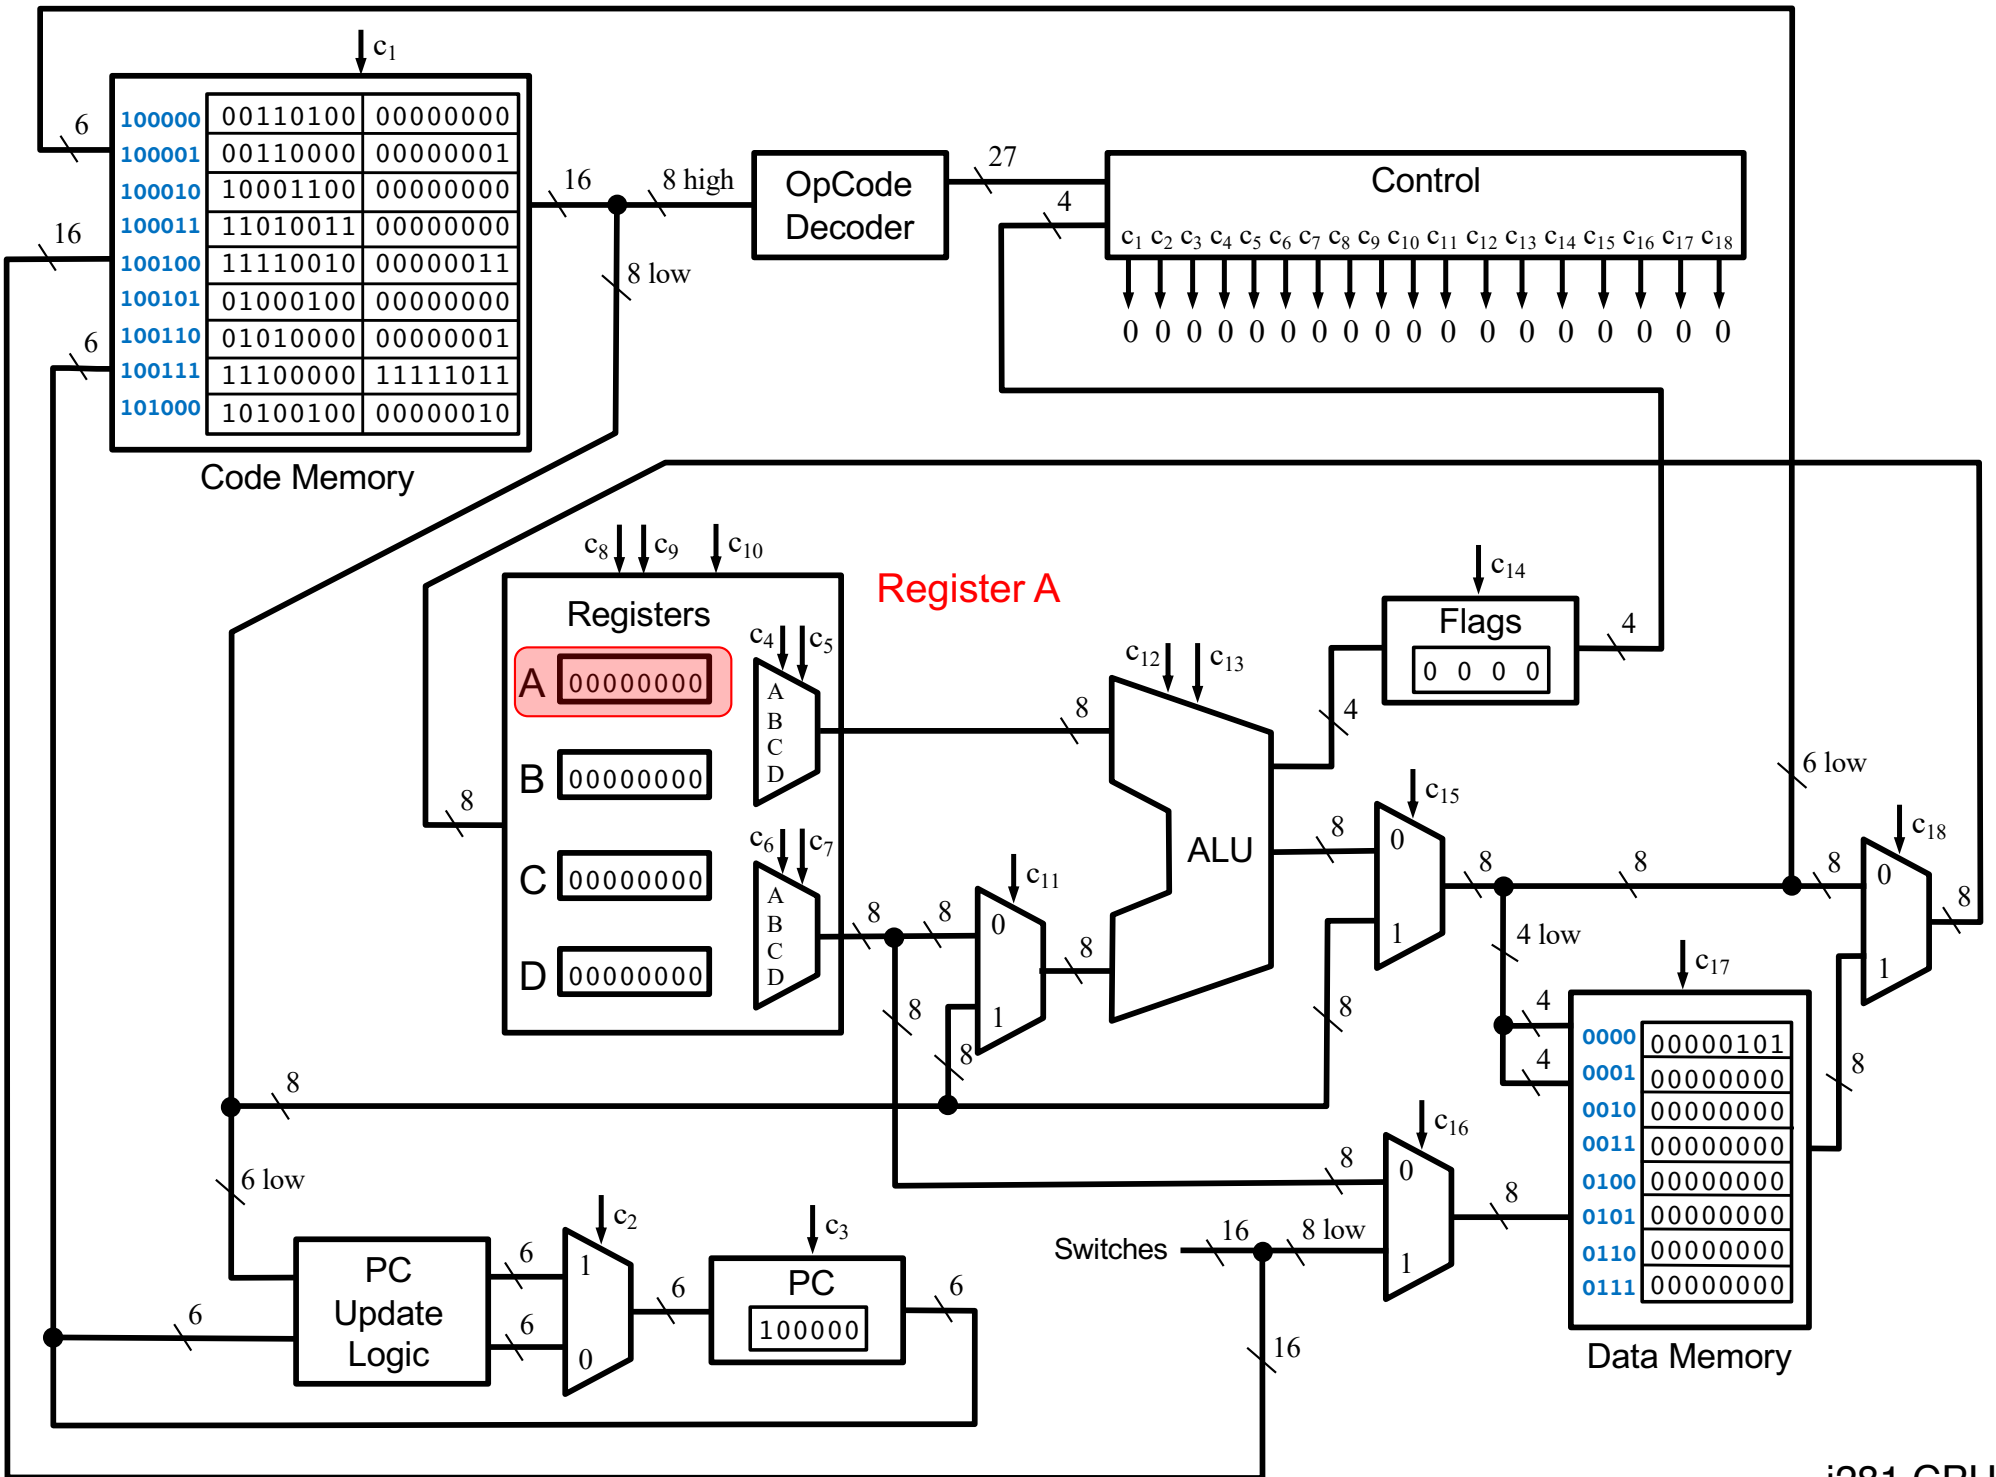 c1
100000 00110100 00000000
100001 00110000 00000001
100010 10001100 00000000
100011 11010011 00000000
100100 11110010 00000011
100101 01000100 00000000
100110 01010000 00000001
100111 11100000 11111011
101000 10100100 00000010
Code Memory
6
16
6
16
8 high
8 low
OpCode
Decoder
27
4
Control
c1 c2 c3 c4 c5 c6 c7 c8 c9 c10 c11 c12 c13 c14 c15 c16 c17 c18
0 0 0 0 0 0 0 0 0 0 0 0 0 0 0 0 0 0
c8 c9 c10
Registers
Register A
A 00000000
B 00000000
C 00000000
D 00000000
c4 c5
A
B
C
D
c6 c7
A
B
C
D
8
8
8
8
8
8
c11
0
1
8
8
c12 c13
ALU
4
c14
Flags
0 0 0 0
4
8
c15
0
1
8
8
8
6 low
8
4 low
c18
0
1
8
c17
4
4
0000 00000101
0001 00000000
0010 00000000
0011 00000000
0100 00000000
0101 00000000
0110 00000000
0111 00000000
Data Memory
8
8
c16
0
1
8
8
Switches
16
8 low
16
6 low
PC
Update
Logic
6
6
6
c2
1
0
6
c3
PC
100000
6